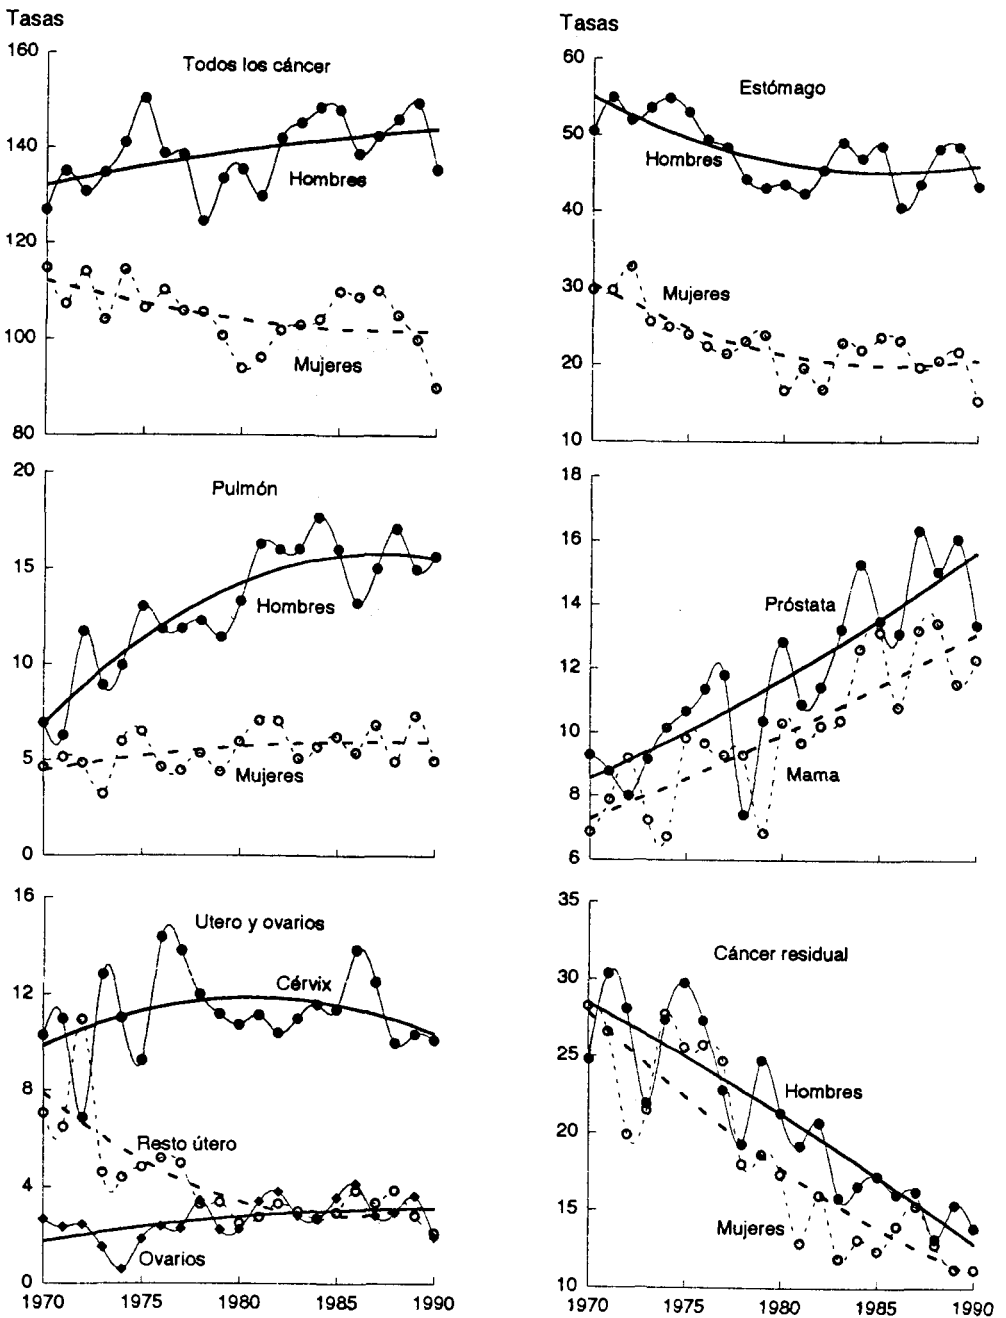 Tasas
160
140
120
100
80
Todos los cáncer
Hombres
Mujeres
Tasas
60
50
40
30
20
10
Estómago
Hombres
Mujeres
20
15
10
5
0
Pulmón
Hombres
Mujeres
18
16
14
12
10
8
6
Próstata
Mama
16
12
8
4
0
Utero y ovarios
Cérvix
Resto útero
Ovarios
1970 1975 1980 1985 1990
35
30
25
20
15
10
Cáncer residual
Hombres
Mujeres
1970 1975 1980 1985 1990